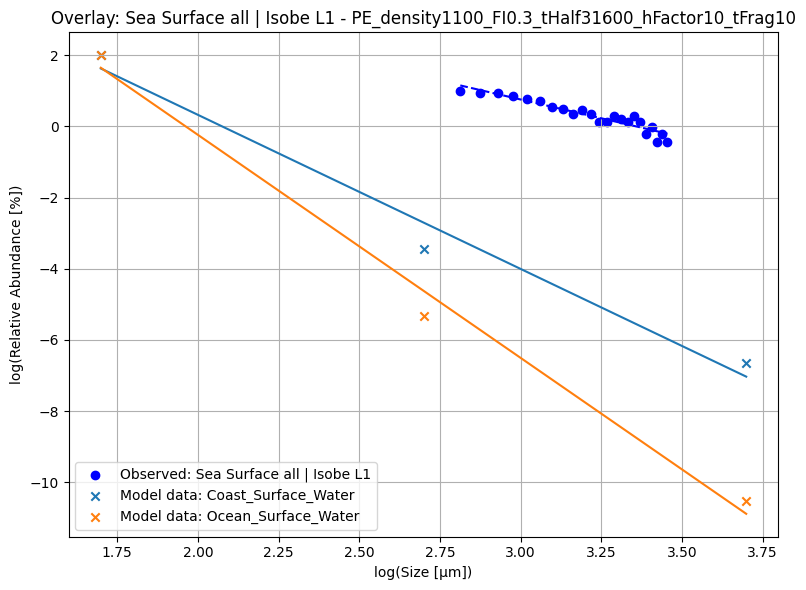 Overlay: Sea Surface all | Isobe L1 - PE_density1100_FI0.3_tHalf31600_hFactor10_tFrag10
log(Relative Abundance [%])
2
0
−2
−4
−6
−8
−10
Observed: Sea Surface all | Isobe L1
Model data: Coast_Surface_Water
Model data: Ocean_Surface_Water
1.75 2.00 2.25 2.50 2.75 3.00 3.25 3.50 3.75
log(Size [μm])